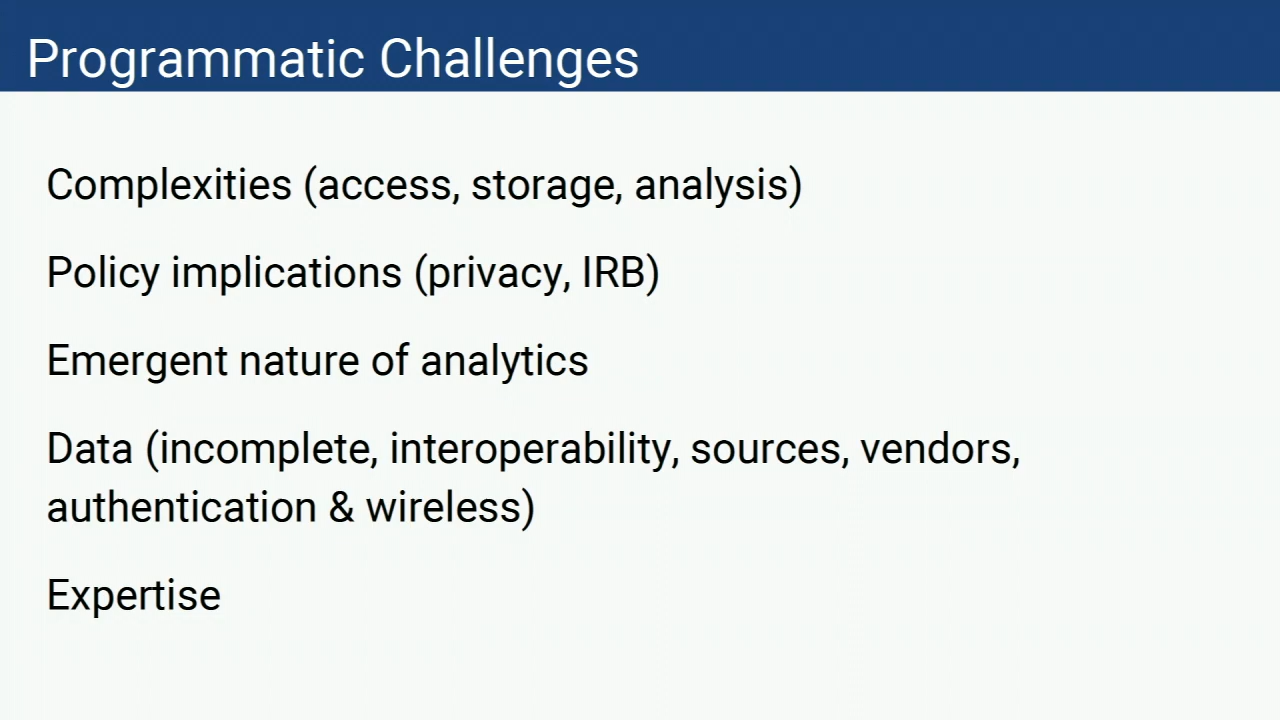 Programmatic Challenges
Complexities (access, storage, analysis)
Policy implications (privacy, IRB)
Emergent nature of analytics
Data (incomplete, interoperability, sources, vendors,
authentication & wireless)
Expertise